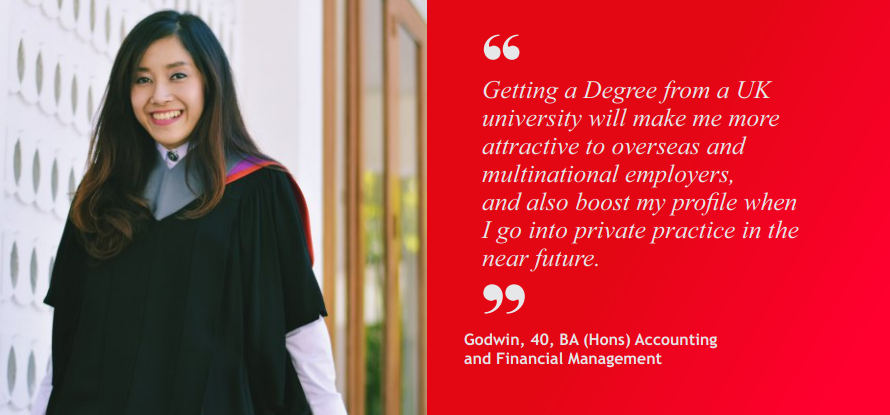 “
Getting a Degree from a UK
university will make me more
attractive to overseas and
multinational employers,
and also boost my profile when
I go into private practice in the
near future.
”
Godwin, 40, BA (Hons) Accounting
and Financial Management